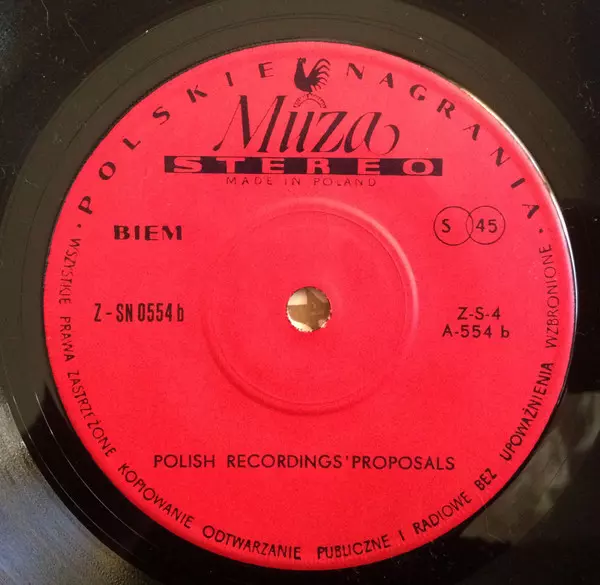 • POLSKIE NAGRANIA •
Muza
STEREO
MADE IN POLAND
BIEM
S 45
Z-SN 0554 b
Z-S-4
A-554 b
POLISH RECORDINGS' PROPOSALS
WSZYSTKIE PRAWA ZASTRZEŻONE KOPIOWANIE ODTWARZANIE PUBLICZNE I RADIOWE BEZ UPOWAŻNIENIA WZBRONIONE